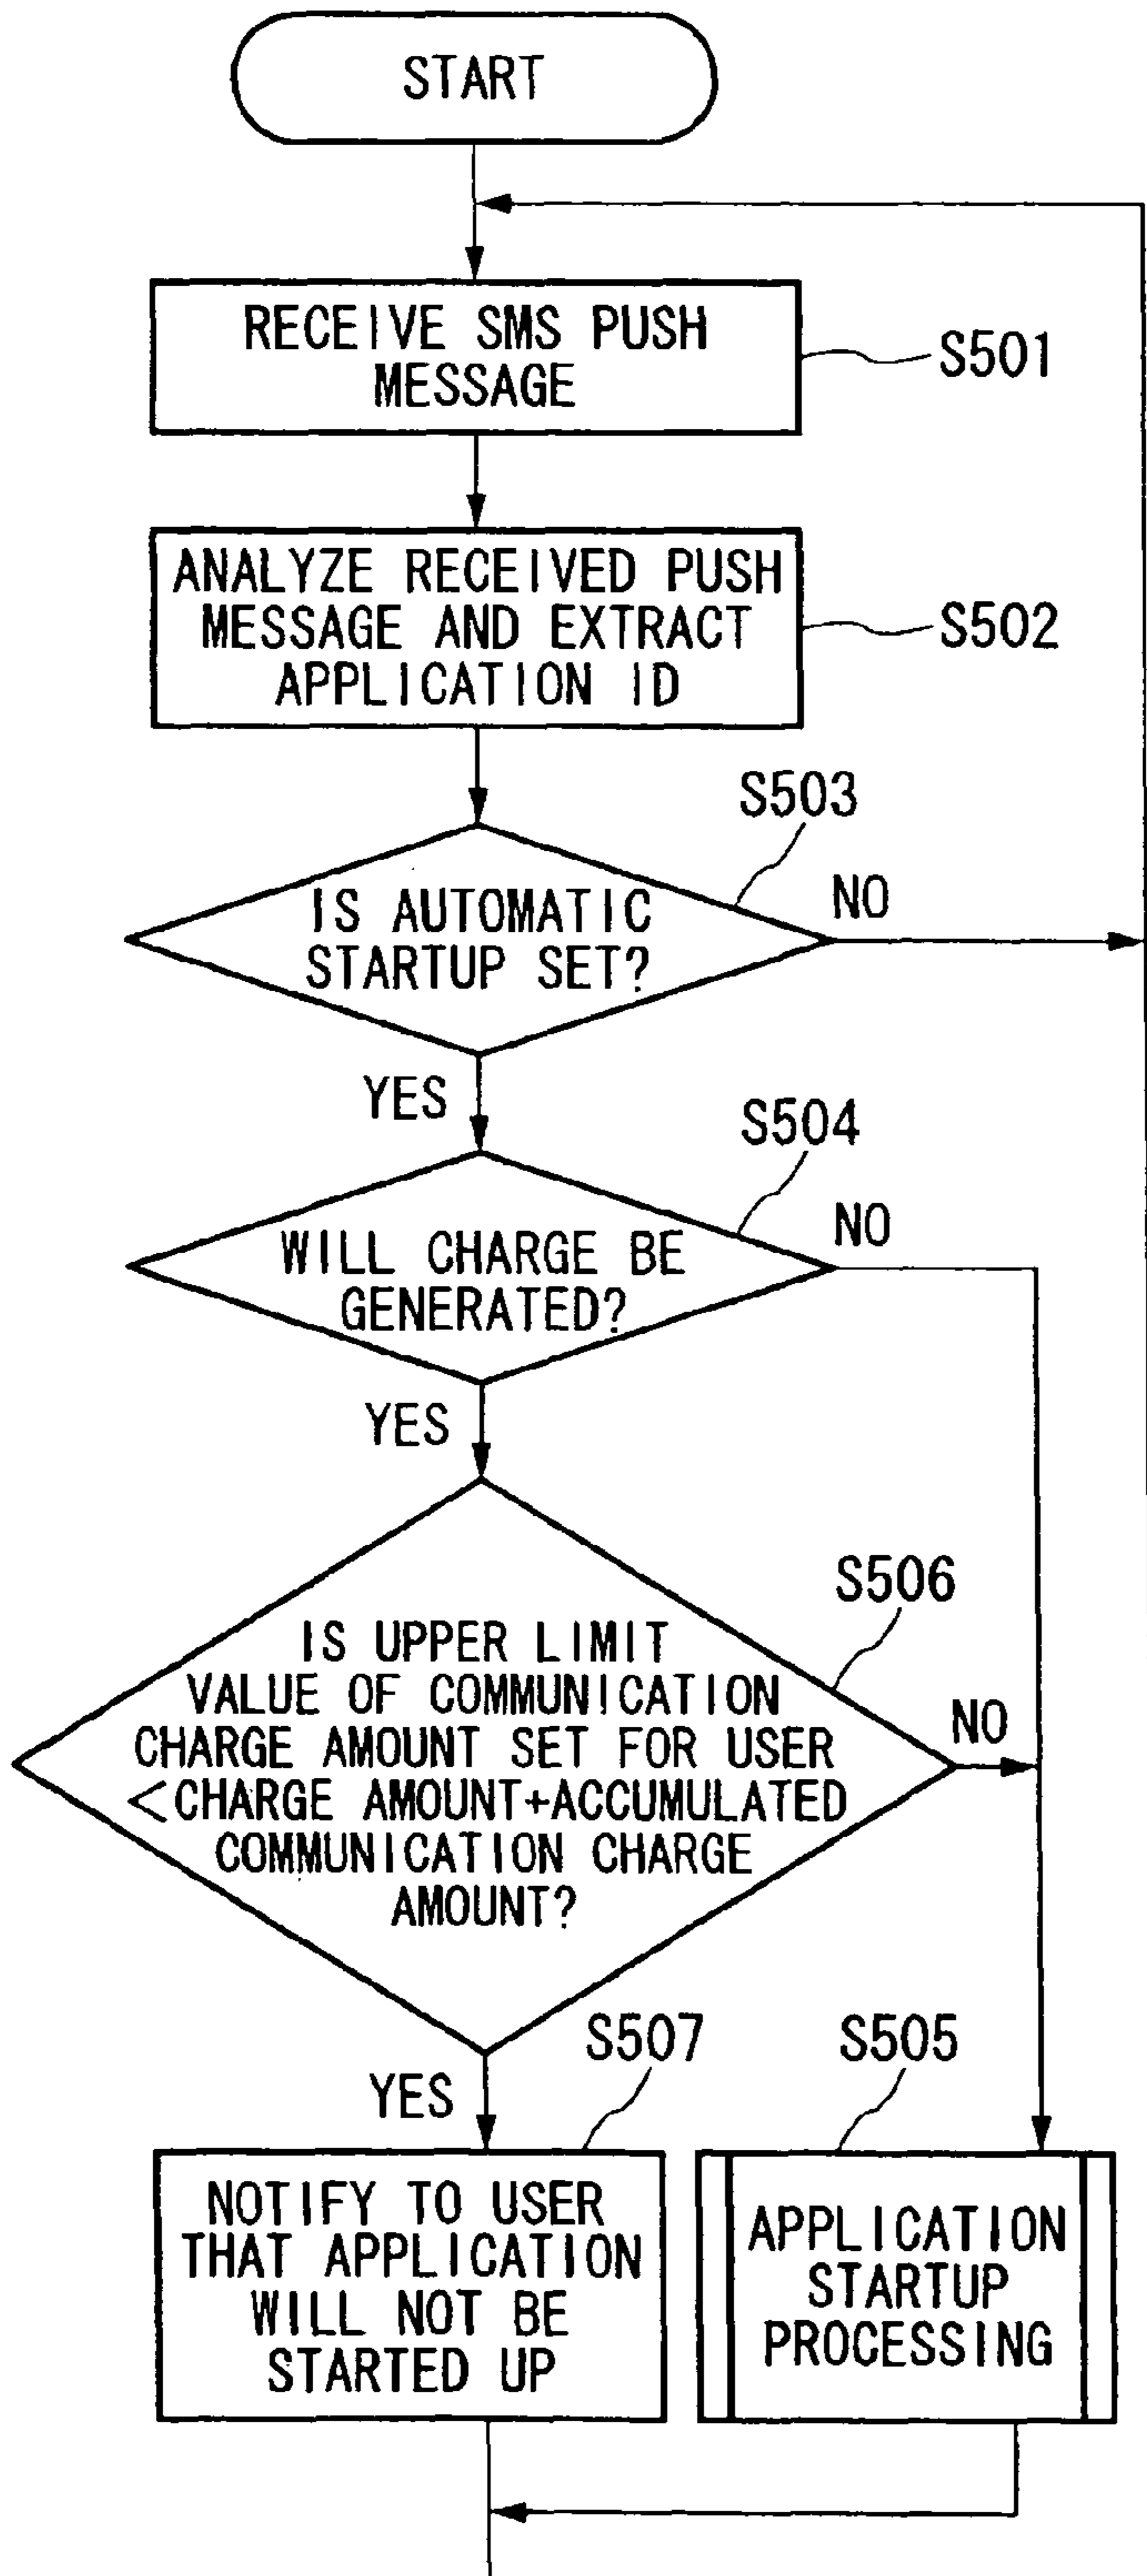 START
RECEIVE SMS PUSH
MESSAGE
S501
ANALYZE RECEIVED PUSH
MESSAGE AND EXTRACT
APPLICATION ID
S502
S503
IS AUTOMATIC
STARTUP SET?
NO
YES
S504
WILL CHARGE BE
GENERATED?
NO
YES
S506
IS UPPER LIMIT
VALUE OF COMMUNICATION
CHARGE AMOUNT SET FOR USER
<CHARGE AMOUNT+ACCUMULATED
COMMUNICATION CHARGE
AMOUNT?
NO
YES
S507
NOTIFY TO USER
THAT APPLICATION
WILL NOT BE
STARTED UP
S505
APPLICATION
STARTUP
PROCESSING